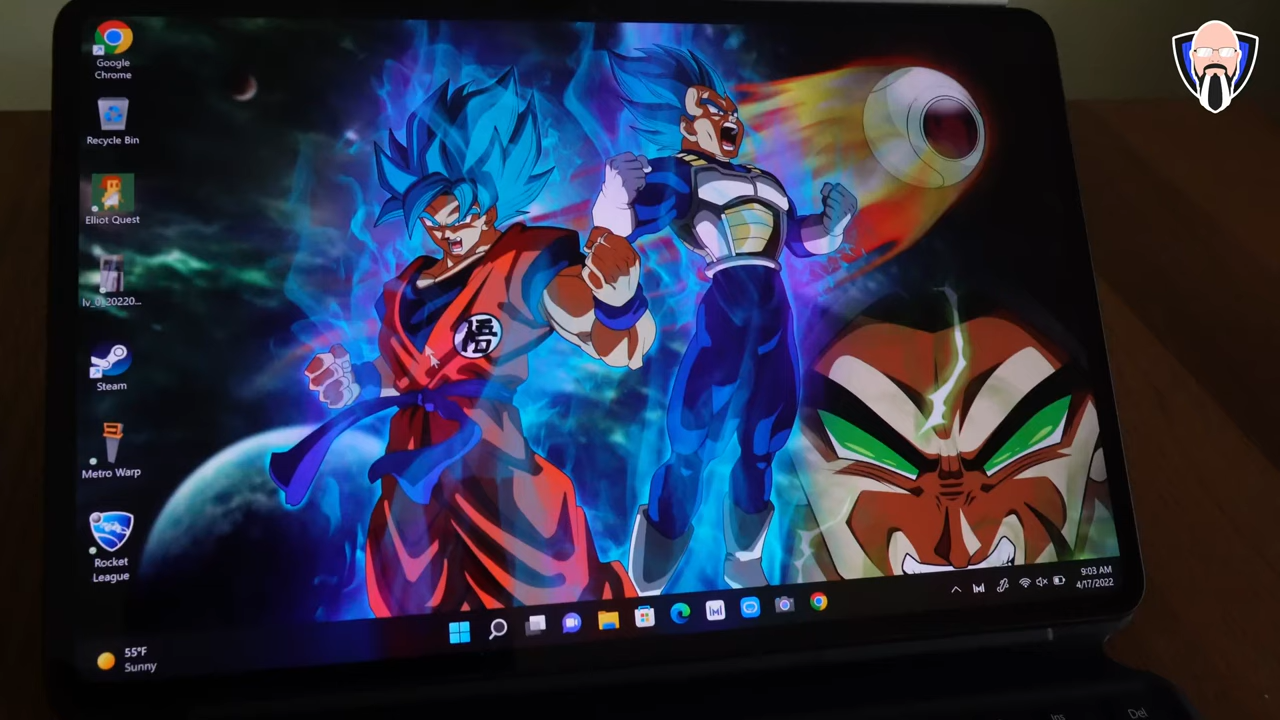 Google
Chrome
Recycle Bin
Elliot Quest
lv_0_20220...
Steam
Metro Warp
Rocket
League
悟
55°F
Sunny
9:03 AM
4/17/2022
Ins
Del